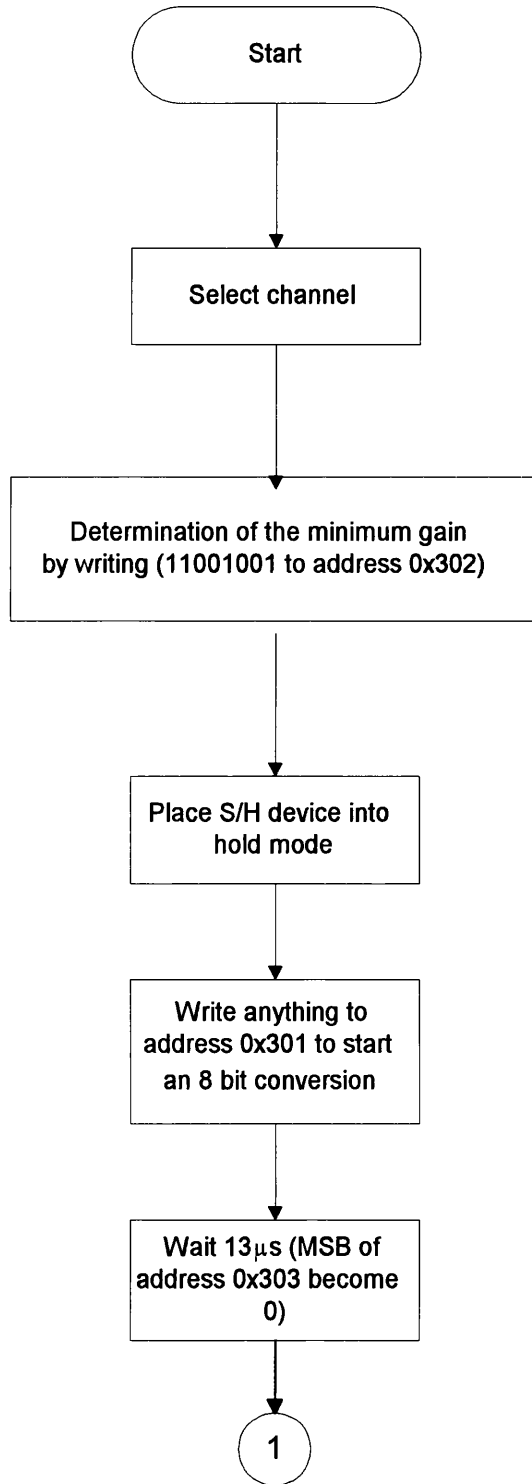 Start
Select channel
Determination of the minimum gain
by writing (11001001 to address 0x302)
Place S/H device into
hold mode
Write anything to
address 0x301 to start
an 8 bit conversion
Wait 13μs (MSB of
address 0x303 become
0)
1